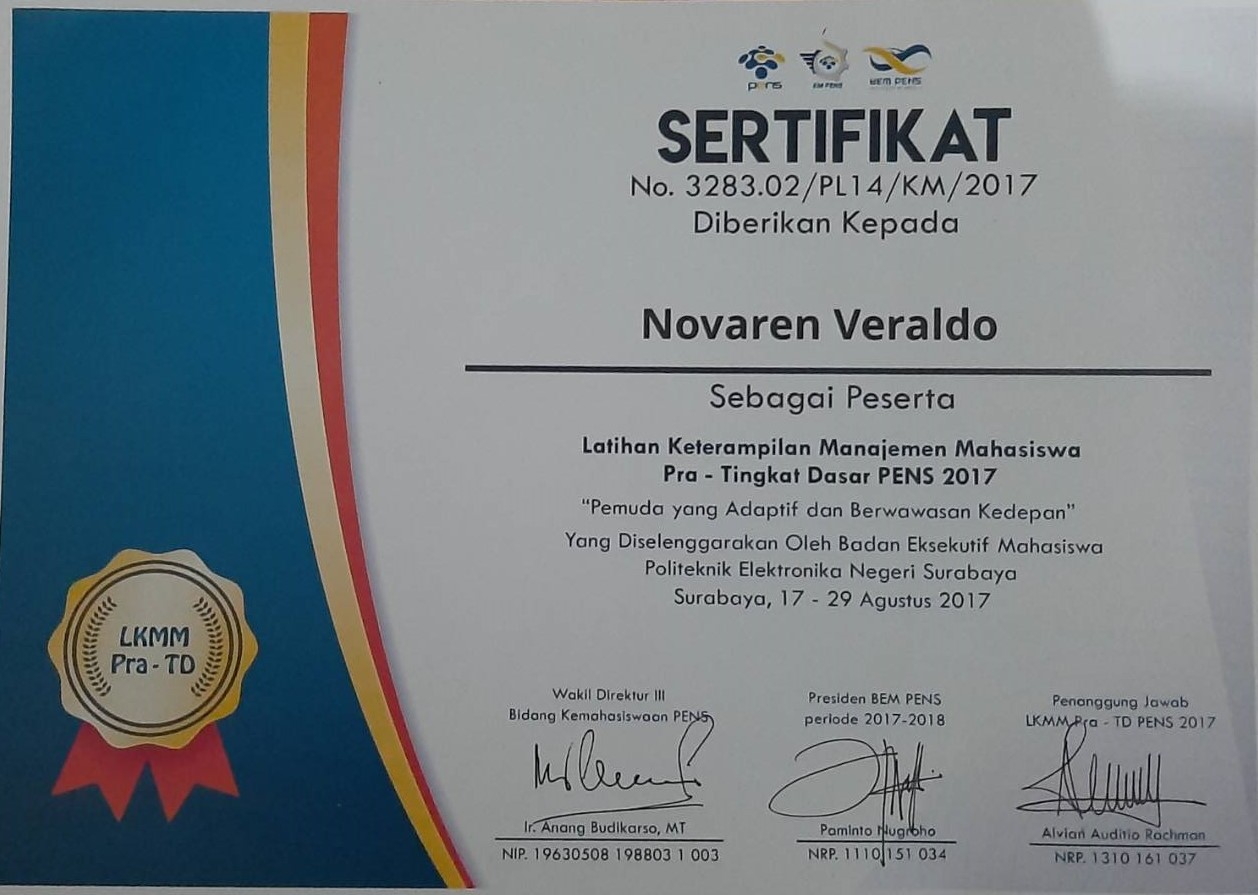 pens
EM PENS
BEM PENS
SERTIFIKAT
No. 3283.02/PL14/KM/2017
Diberikan Kepada
Novaren Veraldo
Sebagai Peserta
Latihan Keterampilan Manajemen Mahasiswa
Pra - Tingkat Dasar PENS 2017
"Pemuda yang Adaptif dan Berwawasan Kedepan"
Yang Diselenggarakan Oleh Badan Eksekutif Mahasiswa
Politeknik Elektronika Negeri Surabaya
Surabaya, 17 - 29 Agustus 2017
LKMM
Pra - TD
Wakil Direktur III
Bidang Kemahasiswaan PENS
Ir. Anang Budikarso, MT
NIP. 19630508 198803 1 003
Presiden BEM PENS
periode 2017-2018
Paminto Nugroho
NRP. 1110 151 034
Penanggung Jawab
LKMM Pra - TD PENS 2017
Alvian Auditio Rachman
NRP. 1310 161 037